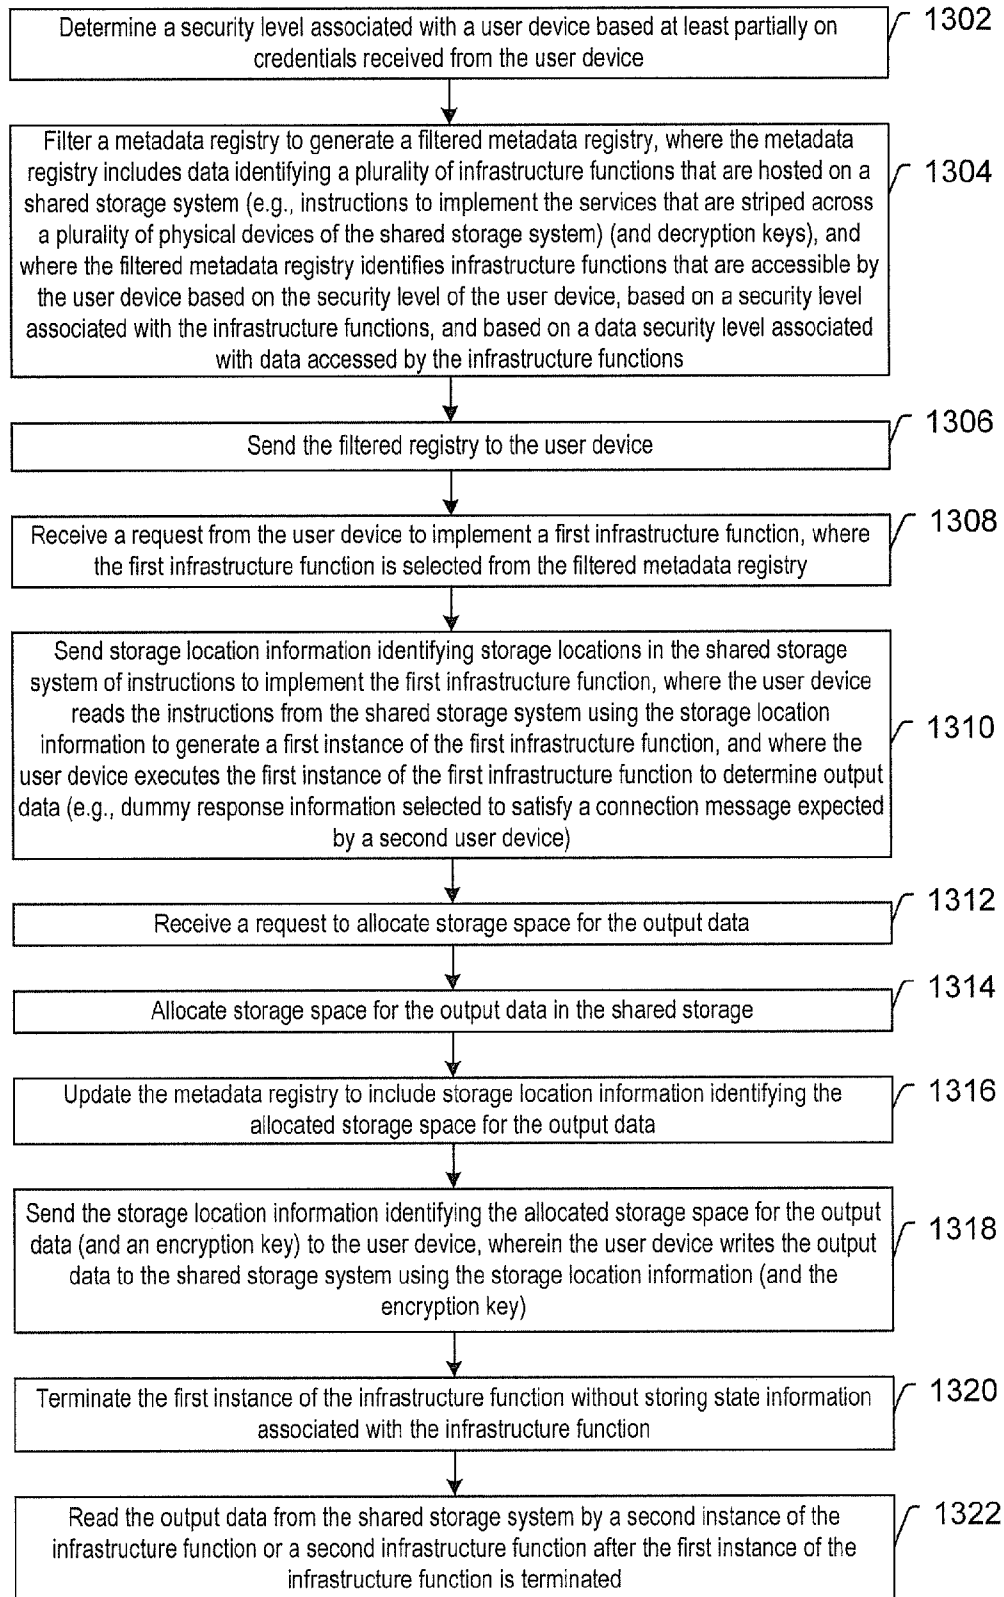 Determine a security level associated with a user device based at least partially on
credentials received from the user device
1302
Filter a metadata registry to generate a filtered metadata registry, where the metadata
registry includes data identifying a plurality of infrastructure functions that are hosted on a
shared storage system (e.g., instructions to implement the services that are striped across
a plurality of physical devices of the shared storage system) (and decryption keys), and
where the filtered metadata registry identifies infrastructure functions that are accessible by
the user device based on the security level of the user device, based on a security level
associated with the infrastructure functions, and based on a data security level associated
with data accessed by the infrastructure functions
1304
Send the filtered registry to the user device
1306
Receive a request from the user device to implement a first infrastructure function, where
the first infrastructure function is selected from the filtered metadata registry
1308
Send storage location information identifying storage locations in the shared storage
system of instructions to implement the first infrastructure function, where the user device
reads the instructions from the shared storage system using the storage location
information to generate a first instance of the first infrastructure function, and where the
user device executes the first instance of the first infrastructure function to determine output
data (e.g., dummy response information selected to satisfy a connection message expected
by a second user device)
1310
Receive a request to allocate storage space for the output data
1312
Allocate storage space for the output data in the shared storage
1314
Update the metadata registry to include storage location information identifying the
allocated storage space for the output data
1316
Send the storage location information identifying the allocated storage space for the output
data (and an encryption key) to the user device, wherein the user device writes the output
data to the shared storage system using the storage location information (and the
encryption key)
1318
Terminate the first instance of the infrastructure function without storing state information
associated with the infrastructure function
1320
Read the output data from the shared storage system by a second instance of the
infrastructure function or a second infrastructure function after the first instance of the
infrastructure function is terminated
1322